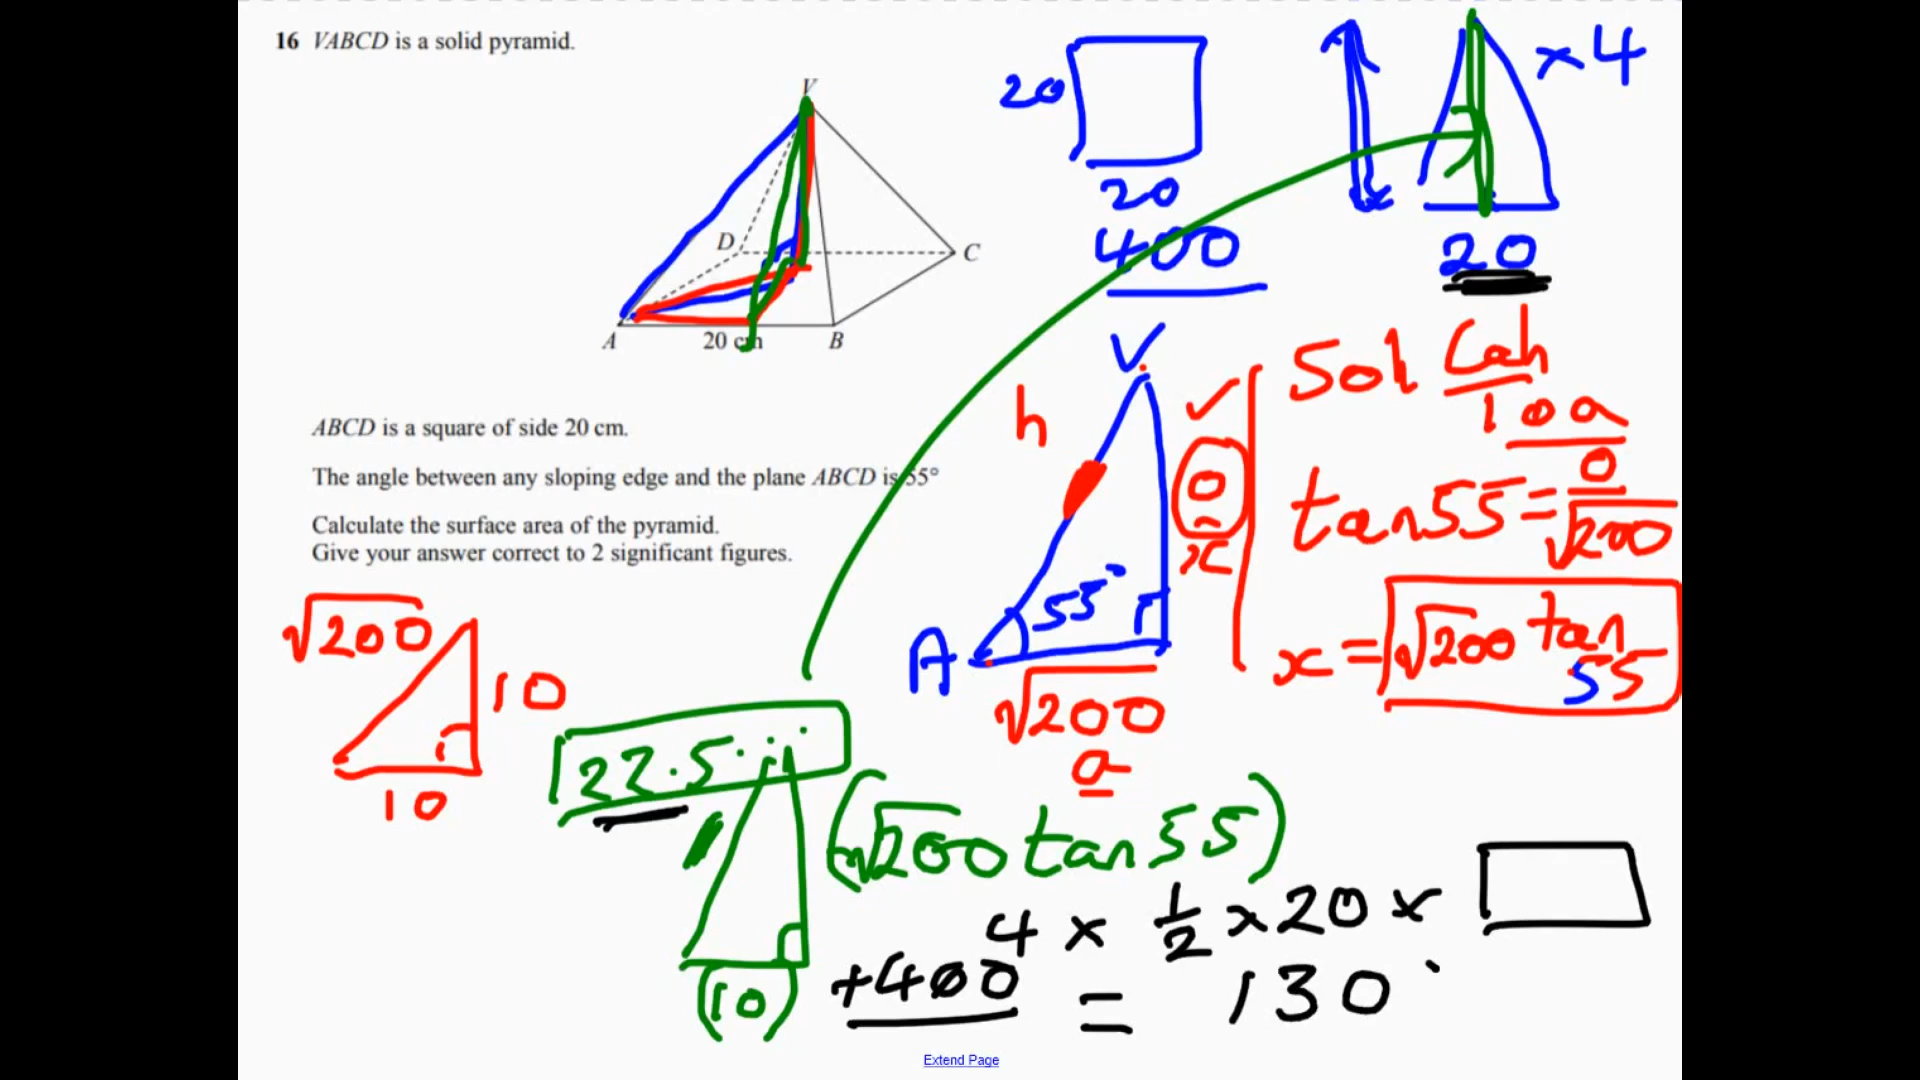 16 VABCD is a solid pyramid.
V
D
C
A
20 cm
B
ABCD is a square of side 20 cm.
The angle between any sloping edge and the plane ABCD is 55°
Calculate the surface area of the pyramid.
Give your answer correct to 2 significant figures.
20
20
400
×4
20
V
h
o
x
55°
A
√200
a
Soh Cah
Toa
tan55 = o/√200
x = √200 tan 55
√200
10
10
22.5
(√200 tan 55)
(10)
4 × 1/2 × 20 ×
+400 = 130
Extend Page